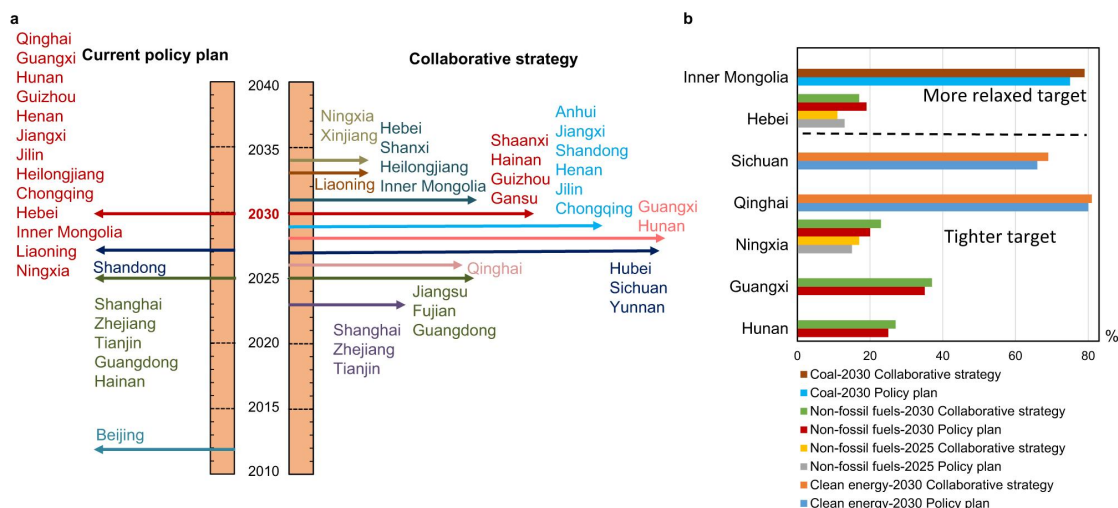 a
Current policy plan
Qinghai
Guangxi
Hunan
Guizhou
Henan
Jiangxi
Jilin
Heilongjiang
Chongqing
Hebei
Inner Mongolia
Liaoning
Ningxia
Shandong
Shanghai
Zhejiang
Tianjin
Guangdong
Hainan
Beijing
2040
2035
2030
2025
2020
2015
2010
Collaborative strategy
Ningxia
Xinjiang
Liaoning
Hebei
Shanxi
Heilongjiang
Inner Mongolia
Shaanxi
Hainan
Guizhou
Gansu
Anhui
Jiangxi
Shandong
Henan
Jilin
Chongqing
Guangxi
Hunan
Qinghai
Hubei
Sichuan
Yunnan
Jiangsu
Fujian
Guangdong
Shanghai
Zhejiang
Tianjin
b
Inner Mongolia
Hebei
Sichuan
Qinghai
Ningxia
Guangxi
Hunan
More relaxed target
Tighter target
0
20
40
60
80
%
Coal-2030 Collaborative strategy
Coal-2030 Policy plan
Non-fossil fuels-2030 Collaborative strategy
Non-fossil fuels-2030 Policy plan
Non-fossil fuels-2025 Collaborative strategy
Non-fossil fuels-2025 Policy plan
Clean energy-2030 Collaborative strategy
Clean energy-2030 Policy plan